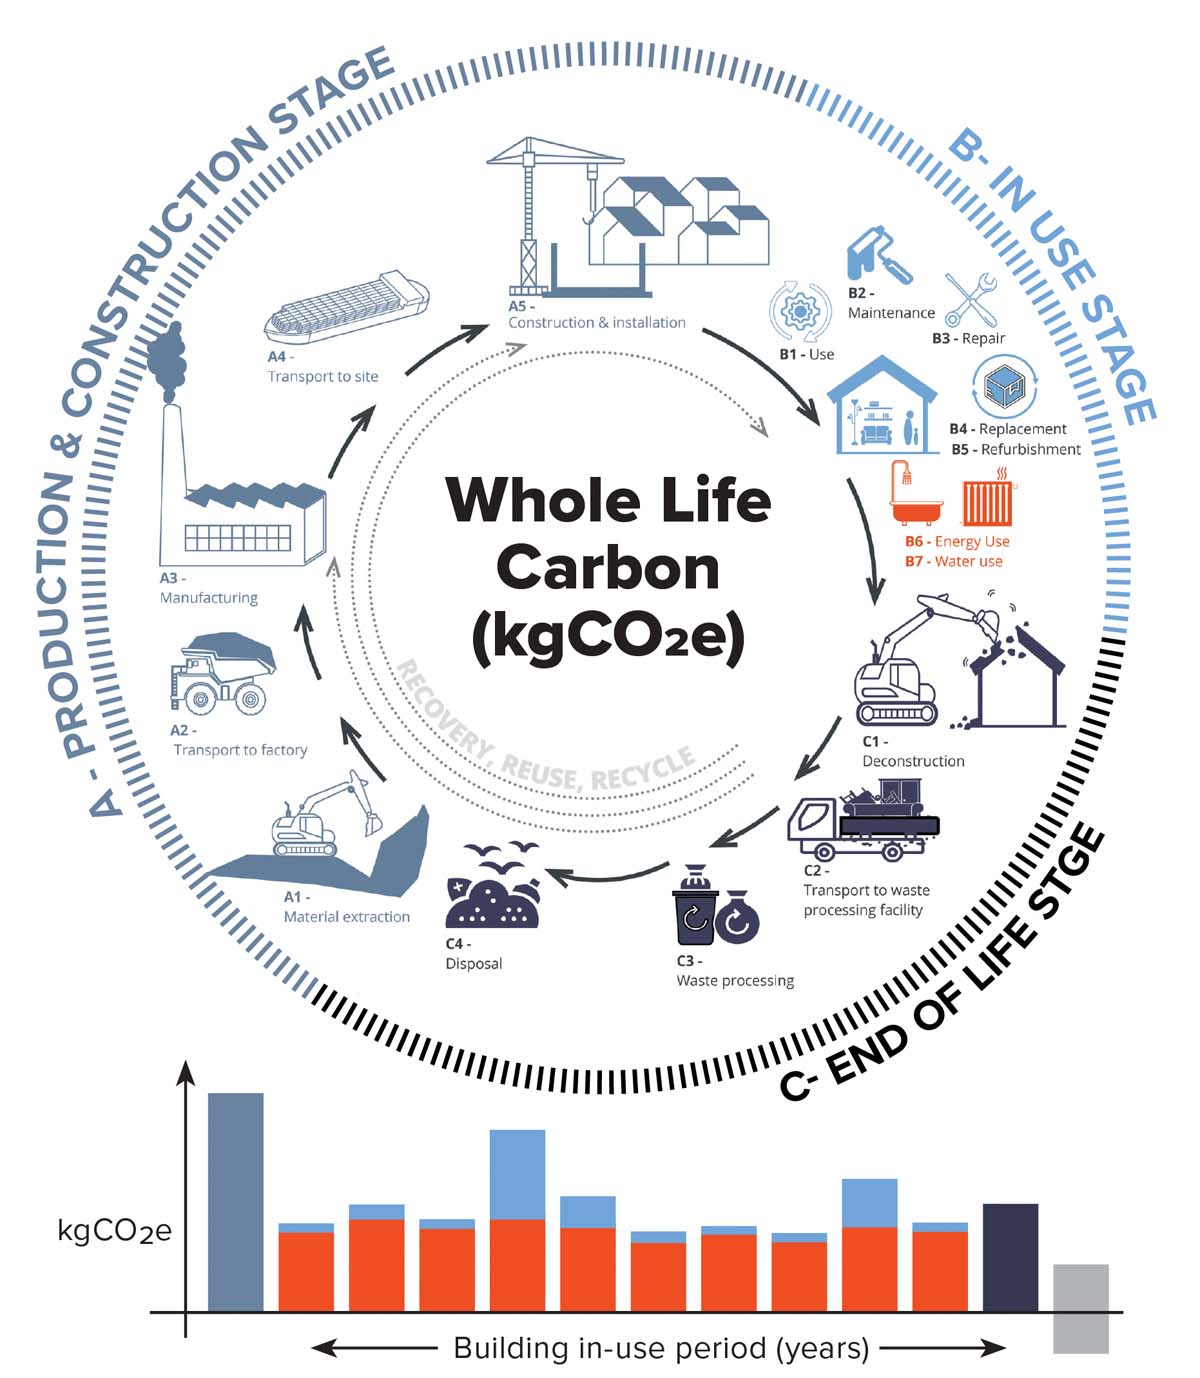 A - PRODUCTION & CONSTRUCTION STAGE
B- IN USE STAGE
C- END OF LIFE STGE
A5 -
Construction & installation
A4 -
Transport to site
A3 -
Manufacturing
A2 -
Transport to factory
A1 -
Material extraction
B1 - Use
B2 -
Maintenance
B3 - Repair
B4 - Replacement
B5 - Refurbishment
B6 - Energy Use
B7 - Water use
C1 -
Deconstruction
C2 -
Transport to waste
processing facility
C3 -
Waste processing
C4 -
Disposal
Whole Life
Carbon
(kgCO2e)
RECOVERY, REUSE, RECYCLE
kgCO2e
Building in-use period (years)